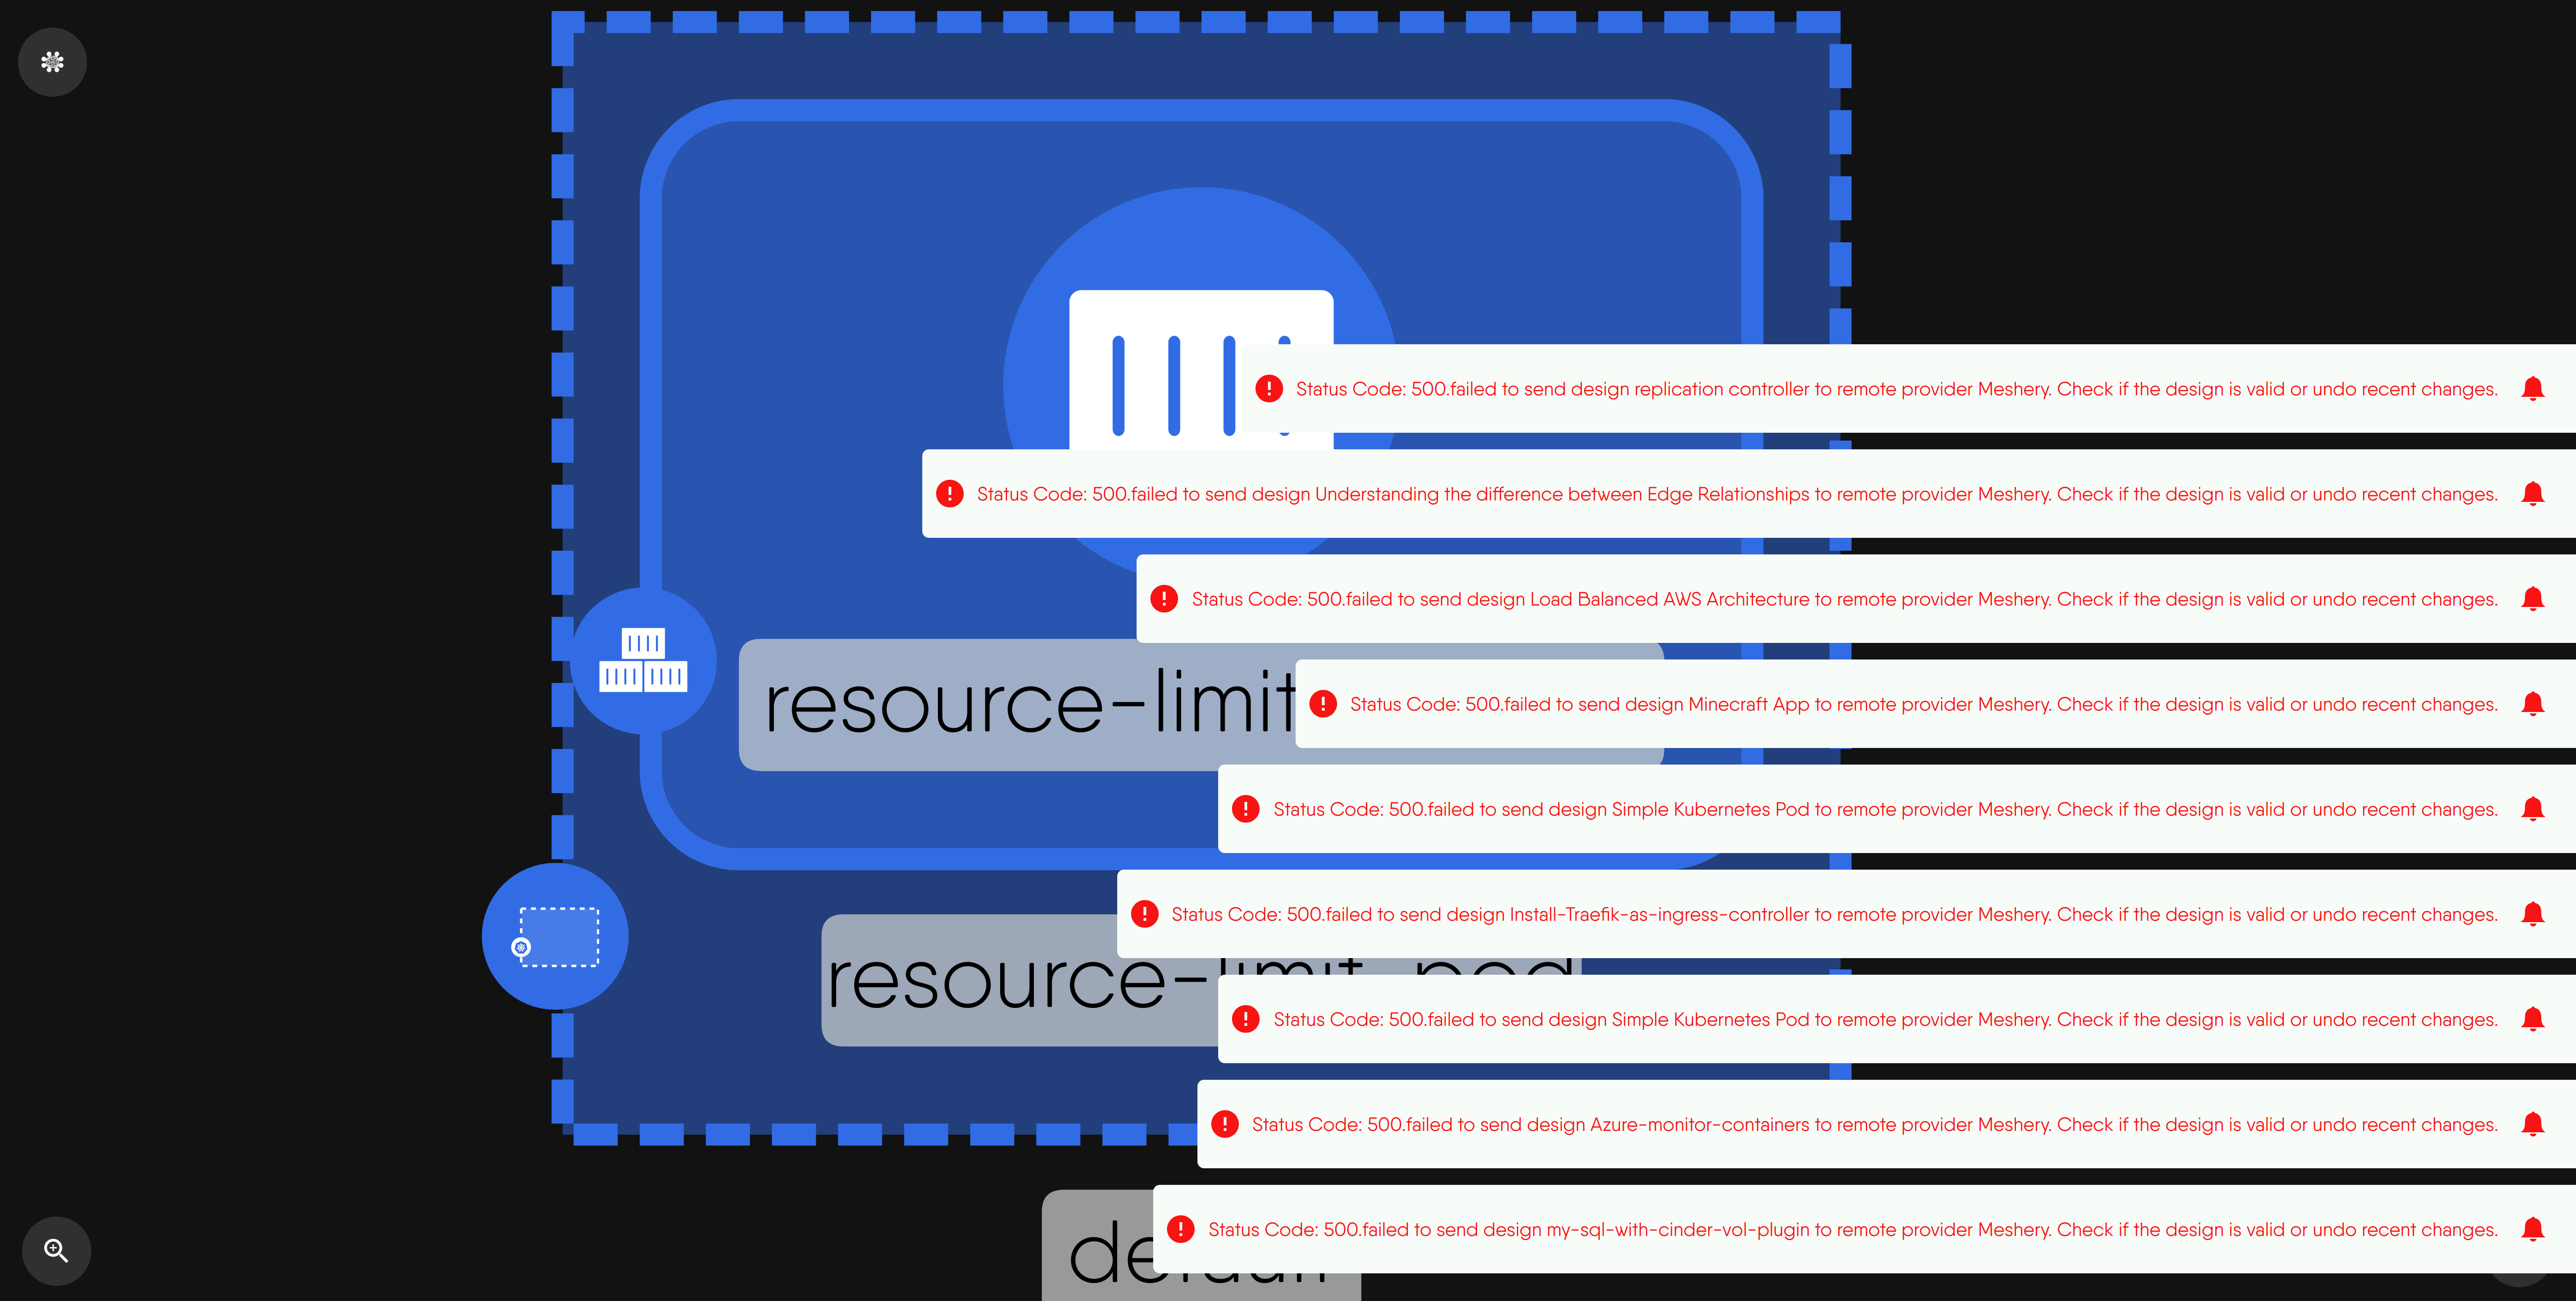 Status Code: 500.failed to send design replication controller to remote provider Meshery. Check if the design is valid or undo recent changes.
Status Code: 500.failed to send design Understanding the difference between Edge Relationships to remote provider Meshery. Check if the design is valid or undo recent changes.
Status Code: 500.failed to send design Load Balanced AWS Architecture to remote provider Meshery. Check if the design is valid or undo recent changes.
resource-limit
Status Code: 500.failed to send design Minecraft App to remote provider Meshery. Check if the design is valid or undo recent changes.
Status Code: 500.failed to send design Simple Kubernetes Pod to remote provider Meshery. Check if the design is valid or undo recent changes.
Status Code: 500.failed to send design Install-Traefik-as-ingress-controller to remote provider Meshery. Check if the design is valid or undo recent changes.
resource-limit-pod
Status Code: 500.failed to send design Simple Kubernetes Pod to remote provider Meshery. Check if the design is valid or undo recent changes.
Status Code: 500.failed to send design Azure-monitor-containers to remote provider Meshery. Check if the design is valid or undo recent changes.
Status Code: 500.failed to send design my-sql-with-cinder-vol-plugin to remote provider Meshery. Check if the design is valid or undo recent changes.
default